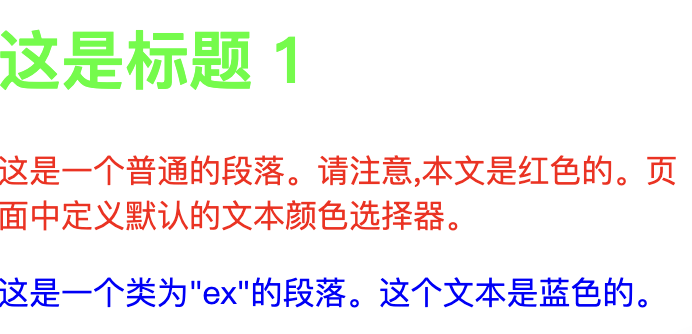 这是标题 1
这是一个普通的段落。请注意,本文是红色的。页
面中定义默认的文本颜色选择器。
这是一个类为"ex"的段落。这个文本是蓝色的。